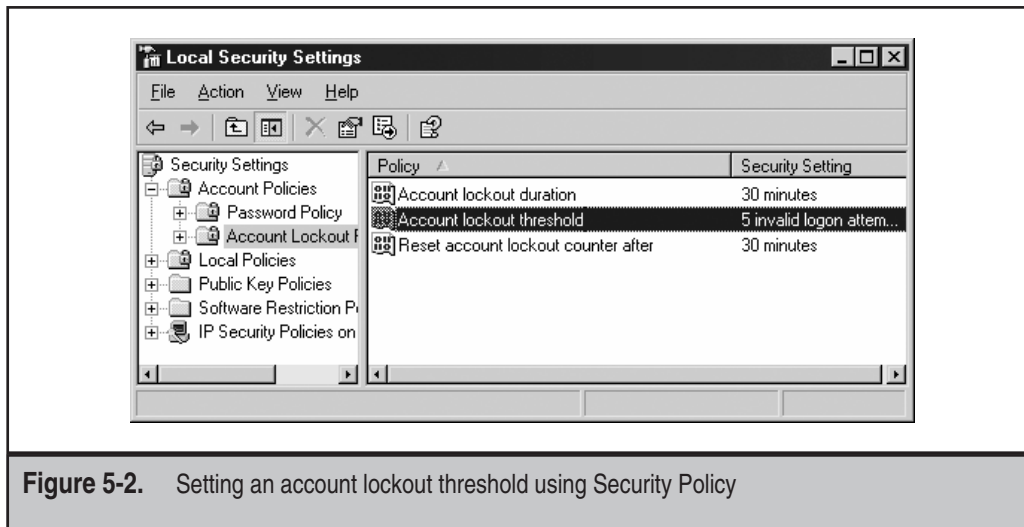 Local Security Settings
File Action View Help
Security Settings
Account Policies
Password Policy
Account Lockout P
Local Policies
Public Key Policies
Software Restriction P
IP Security Policies on
Policy Security Setting
Account lockout duration 30 minutes
Account lockout threshold 5 invalid logon attem...
Reset account lockout counter after 30 minutes
Figure 5-2. Setting an account lockout threshold using Security Policy